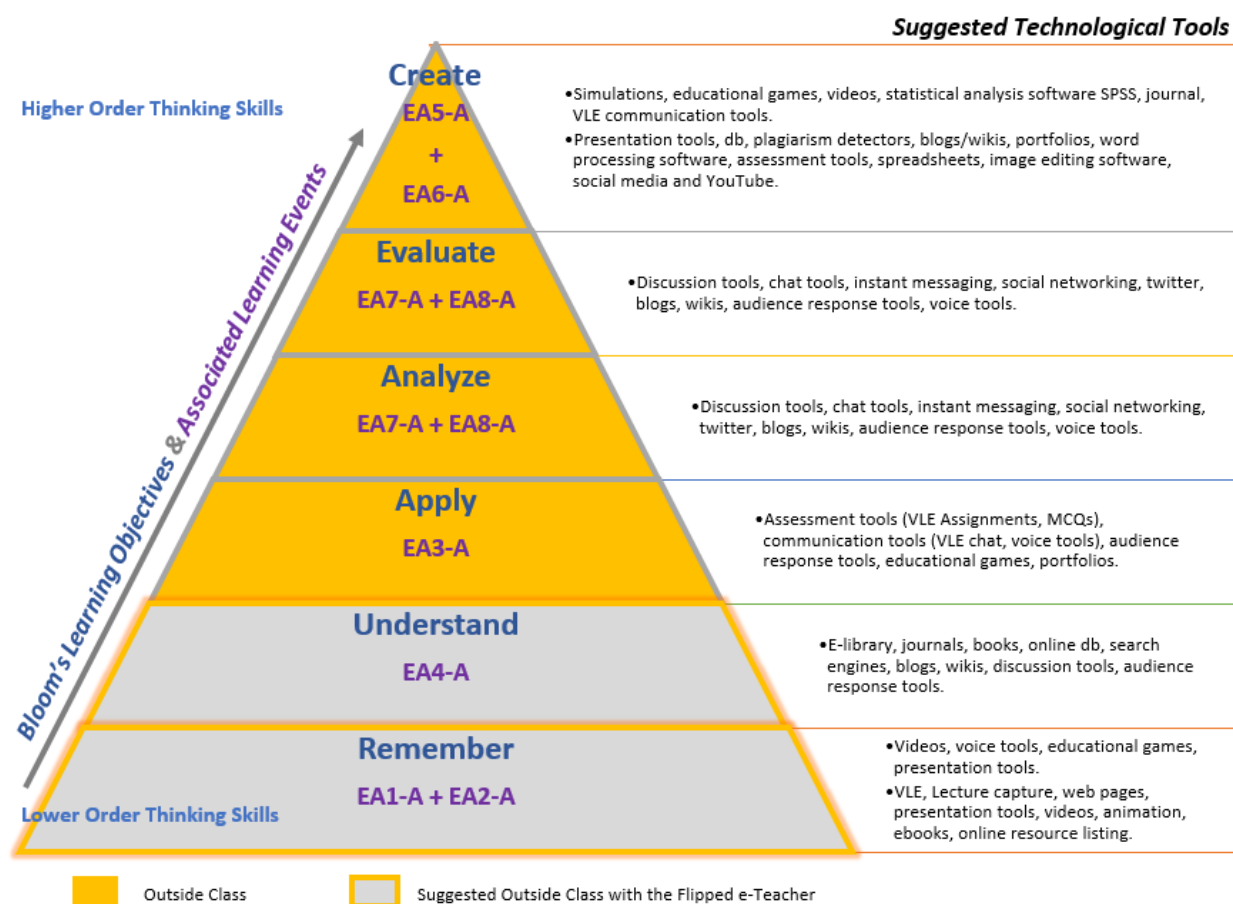 Suggested Technological Tools
Higher Order Thinking Skills
Bloom's Learning Objectives & Associated Learning Events
Create
EA5-A
+
EA6-A
•Simulations, educational games, videos, statistical analysis software SPSS, journal,
VLE communication tools.
•Presentation tools, db, plagiarism detectors, blogs/wikis, portfolios, word
processing software, assessment tools, spreadsheets, image editing software,
social media and YouTube.
Evaluate
EA7-A + EA8-A
•Discussion tools, chat tools, instant messaging, social networking, twitter,
blogs, wikis, audience response tools, voice tools.
Analyze
EA7-A + EA8-A
•Discussion tools, chat tools, instant messaging, social networking,
twitter, blogs, wikis, audience response tools, voice tools.
Apply
EA3-A
•Assessment tools (VLE Assignments, MCQs),
communication tools (VLE chat, voice tools), audience
response tools, educational games, portfolios.
Understand
EA4-A
•E-library, journals, books, online db, search
engines, blogs, wikis, discussion tools, audience
response tools.
Remember
EA1-A + EA2-A
•Videos, voice tools, educational games,
presentation tools.
•VLE, Lecture capture, web pages,
presentation tools, videos, animation,
ebooks, online resource listing.
Lower Order Thinking Skills
Outside Class
Suggested Outside Class with the Flipped e-Teacher